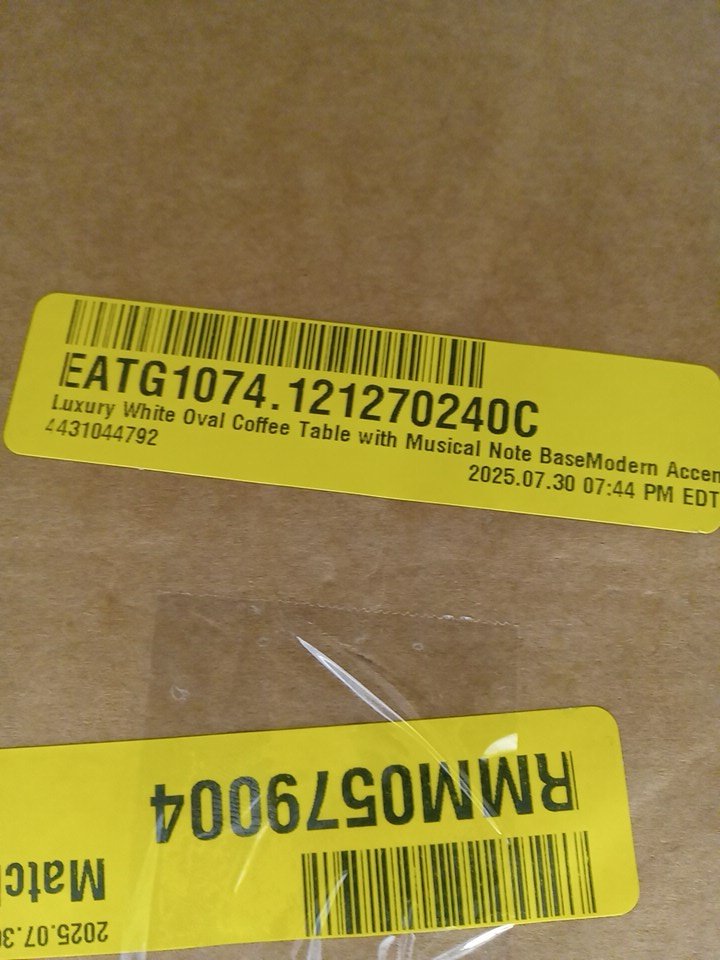 EATG1074.121270240C
Luxury White Oval Coffee Table with Musical Note BaseModern Accen
4431044792
2025.07.30 07:44 PM EDT
RMM0579004
Matc
2025.07.3